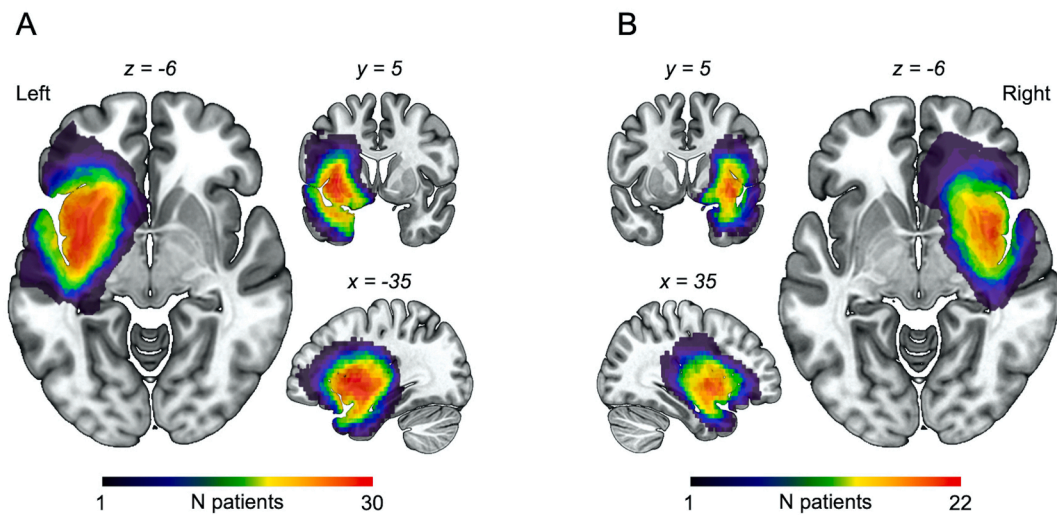 A
B
z = -6
y = 5
y = 5
z = -6
Left
Right
x = -35
x = 35
1 N patients 30
1 N patients 22